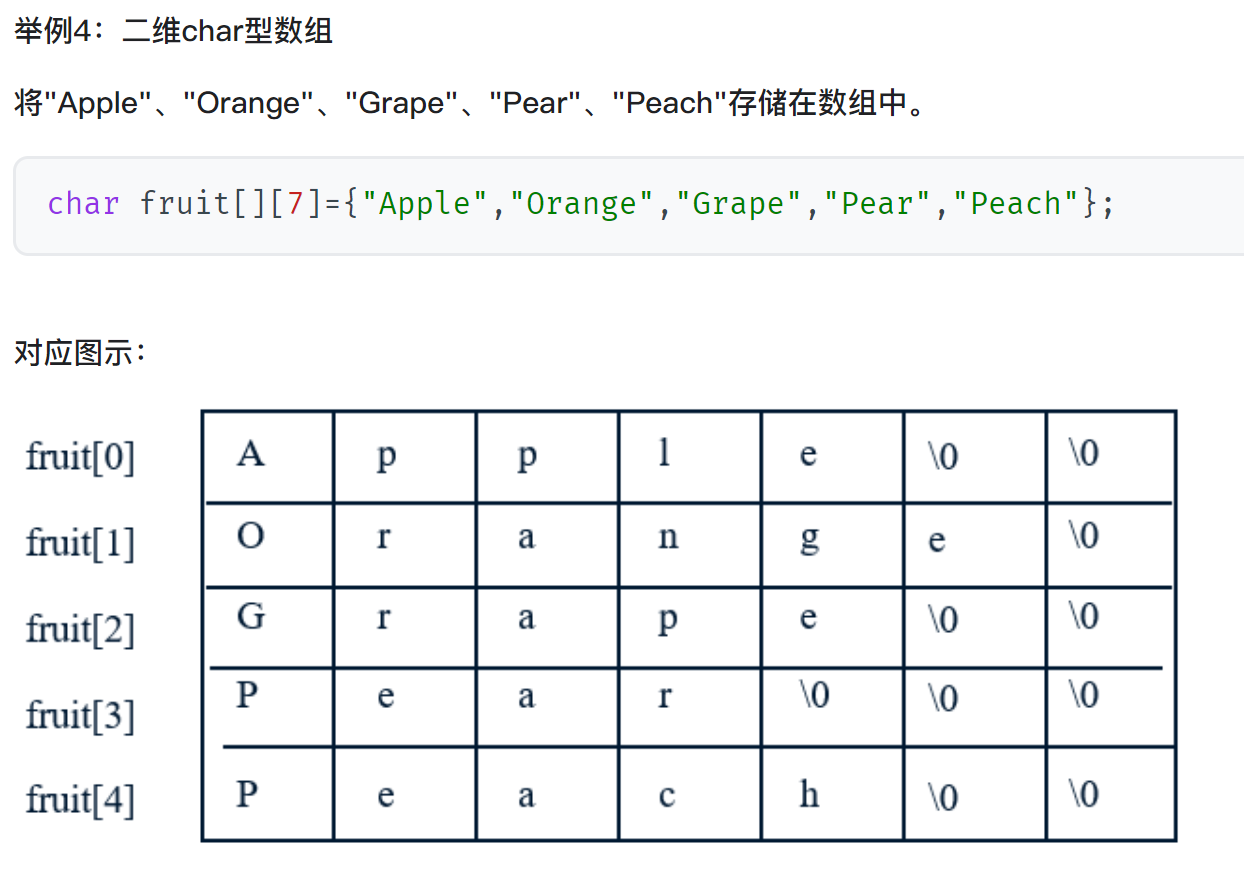 举例4：二维char型数组
将"Apple"、"Orange"、"Grape"、"Pear"、"Peach"存储在数组中。
char fruit[][7]={"Apple","Orange","Grape","Pear","Peach"};
对应图示：
fruit[0] A p p l e \0 \0
fruit[1] O r a n g e \0
fruit[2] G r a p e \0 \0
fruit[3] P e a r \0 \0 \0
fruit[4] P e a c h \0 \0